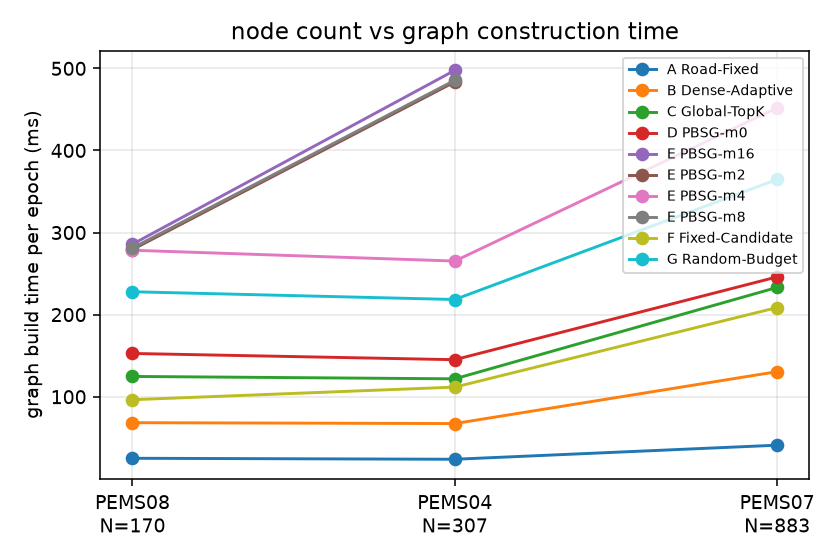 node count vs graph construction time
graph build time per epoch (ms)
500
400
300
200
100
A Road-Fixed
B Dense-Adaptive
C Global-TopK
D PBSG-m0
E PBSG-m16
E PBSG-m2
E PBSG-m4
E PBSG-m8
F Fixed-Candidate
G Random-Budget
PEMS08
N=170
PEMS04
N=307
PEMS07
N=883